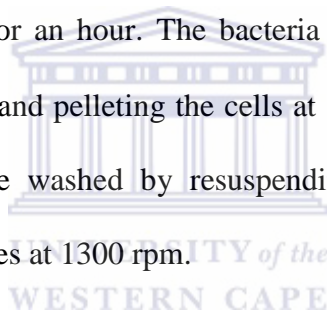 or an hour. The bacteria
and pelleting the cells at
e washed by resuspendi
es at 1300 rpm.
UNIVERSITY of the
WESTERN CAPE